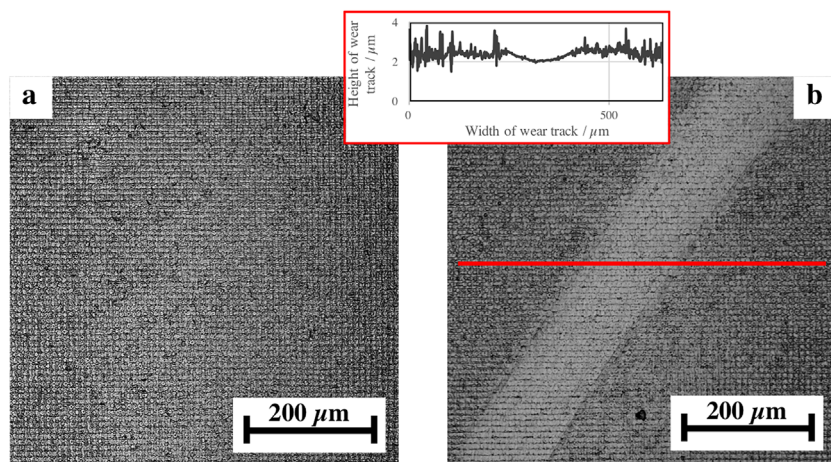 4
Height of wear
track / µm
2
0
0
500
Width of wear track / µm
a
b
200 µm
200 µm